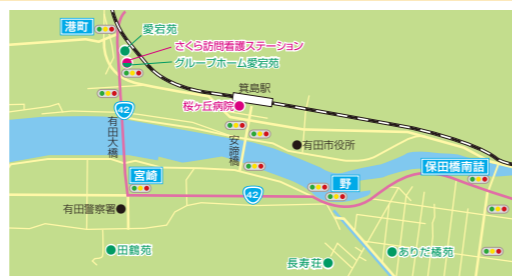 港町
愛宕苑
さくら訪問看護ステーション
グループホーム愛宕苑
箕島駅
桜ヶ丘病院
42
有田大橋
安諦橋
有田市役所
保田橋南詰
宮崎
野
42
有田警察署
田鶴苑
長寿荘
ありだ橘苑